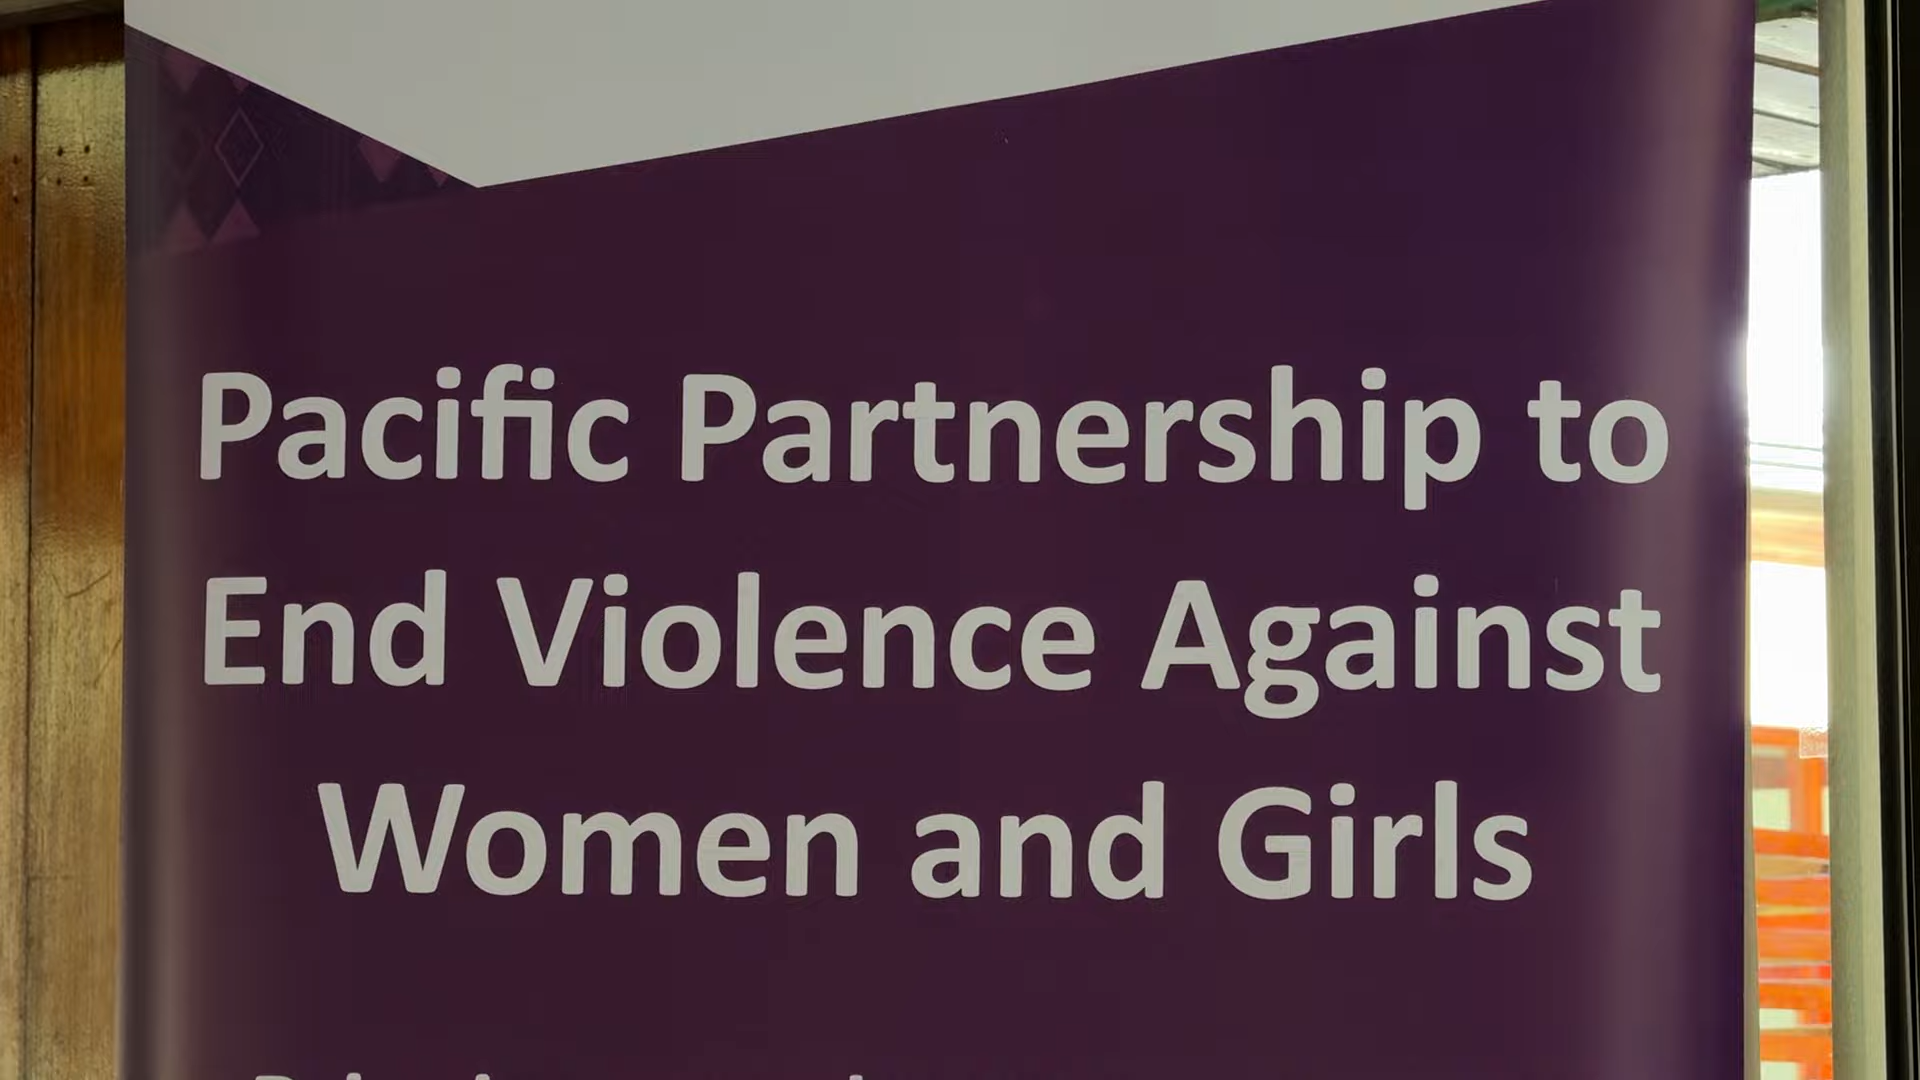 Pacific Partnership to
End Violence Against
Women and Girls